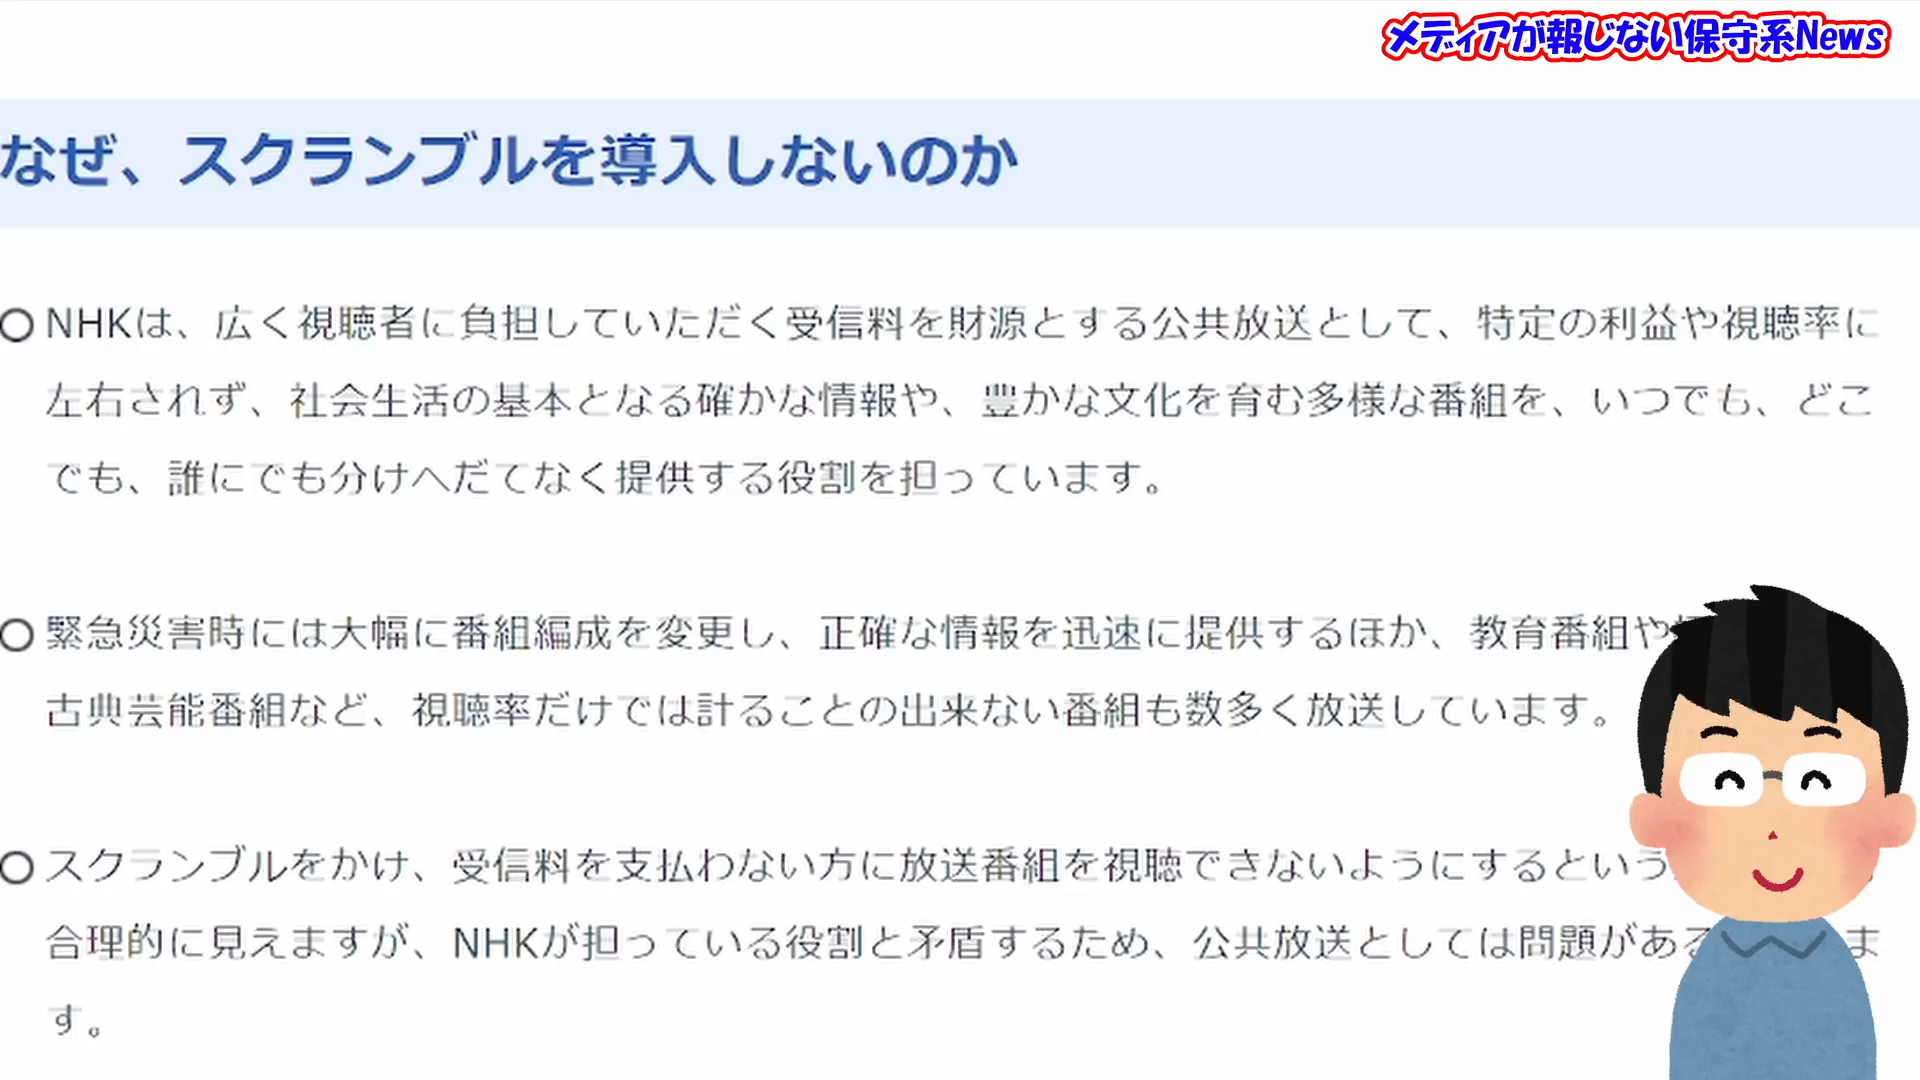 メディアが報じない保守系News
なぜ、スクランブルを導入しないのか
○NHKは、広く視聴者に負担していただく受信料を財源とする公共放送として、特定の利益や視聴率に
左右されず、社会生活の基本となる確かな情報や、豊かな文化を育む多様な番組を、いつでも、どこ
でも、誰にでも分けへだてなく提供する役割を担っています。
○緊急災害時には大幅に番組編成を変更し、正確な情報を迅速に提供するほか、教育番組や
古典芸能番組など、視聴率だけでは計ることの出来ない番組も数多く放送しています。
○スクランブルをかけ、受信料を支払わない方に放送番組を視聴できないようにするという
合理的に見えますが、NHKが担っている役割と矛盾するため、公共放送としては問題がある ま
す。